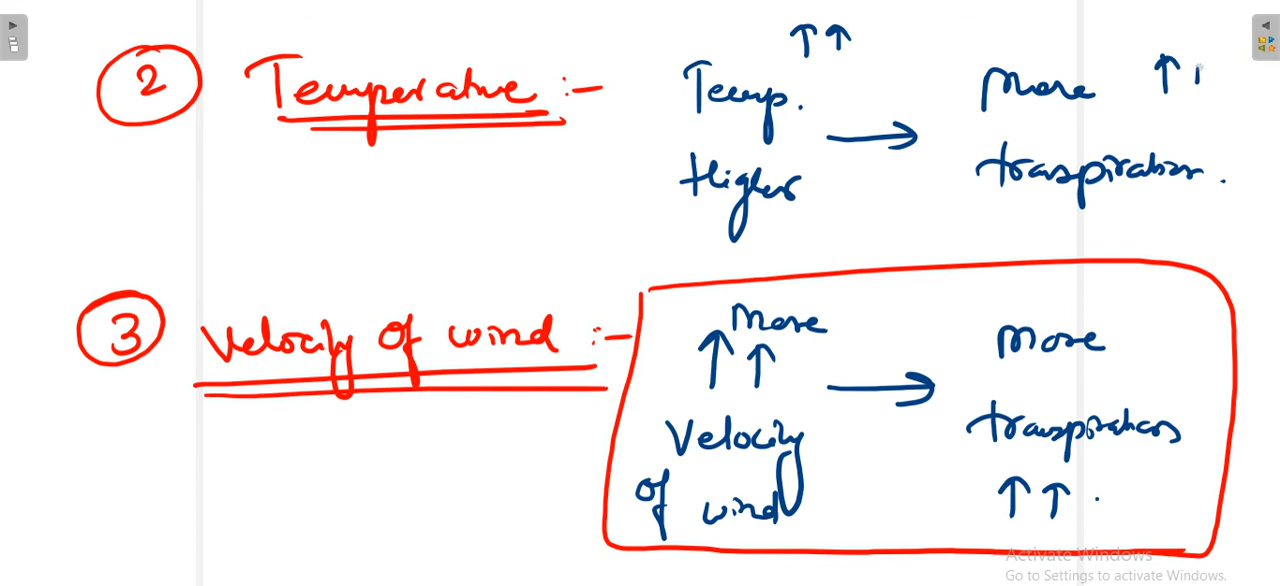 ② Temperature :- Temp. ↑↑ Higher → More ↑ transpiration.
③ Velocity of wind :- ↑↑ More Velocity of wind → More transpiration ↑↑.
Activate Windows
Go to Settings to activate Windows.